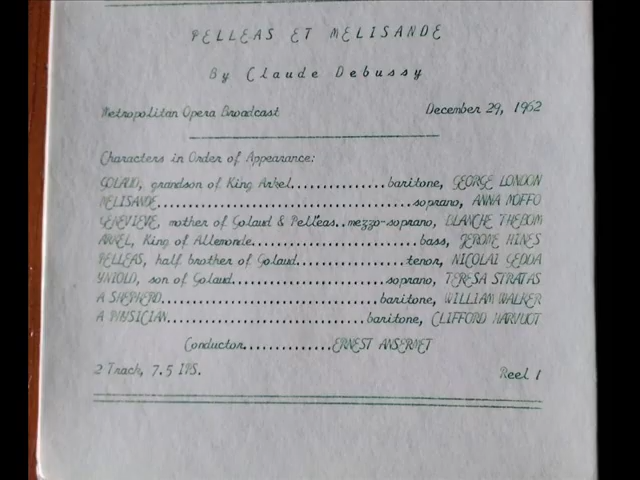 PELLEAS ET MELISANDE
By Claude Debussy
Metropolitan Opera Broadcast December 29, 1962
Characters in Order of Appearance;
GOLAUD, grandson of King Arkel..............baritone, GEORGE LONDON
MELISANDE......................................soprano, ANNA MOFFO
GENEVIEVE, mother of Golaud & Pelleas..mezzo-soprano, BLANCHE THEBOM
ARKEL, King of Allemonde.........................bass, JEROME HINES
PELLEAS, half brother of Golaud................tenor, NICOLAI GEDDA
YNIOLD, son of Golaud.......................soprano, TERESA STRATAS
A SHEPHERD................................baritone, WILLIAM WALKER
A PHYSICIAN.............................baritone, CLIFFORD HARVUOT
Conductor.............ERNEST ANSERMET
2 Track, 7.5 IPS. Reel 1